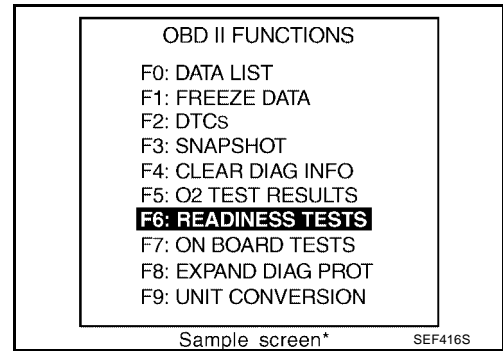 OBD II FUNCTIONS
F0: DATA LIST
F1: FREEZE DATA
F2: DTCs
F3: SNAPSHOT
F4: CLEAR DIAG INFO
F5: O2 TEST RESULTS
F6: READINESS TESTS
F7: ON BOARD TESTS
F8: EXPAND DIAG PROT
F9: UNIT CONVERSION
Sample screen*
SEF416S